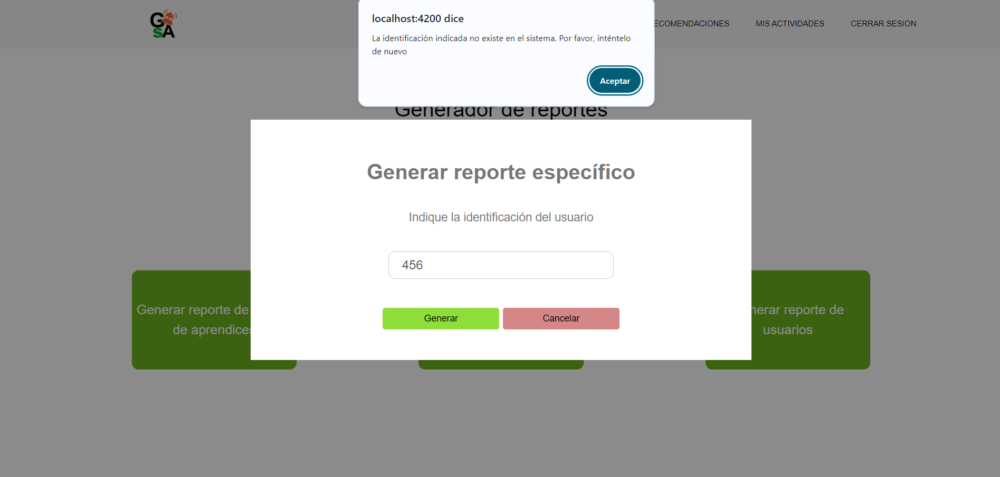 GSA
localhost:4200 dice
La identificación indicada no existe en el sistema. Por favor, inténtelo
de nuevo
Aceptar
ECOMENDACIONES
MIS ACTIVIDADES
CERRAR SESION
Generador de reportes
Generar reporte específico
Indique la identificación del usuario
456
Generar
Cancelar
Generar reporte de
de aprendices
nerar reporte de
usuarios